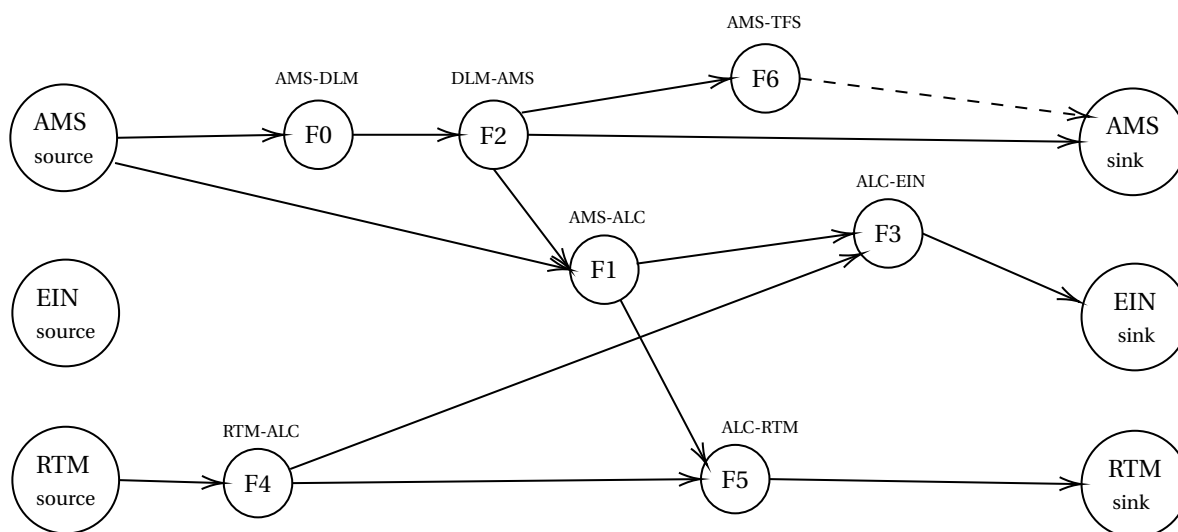 AMS-TFS
F6
AMS-DLM
DLM-AMS
AMS
source
F0
F2
AMS
sink
ALC-EIN
F3
AMS-ALC
F1
EIN
source
EIN
sink
RTM-ALC
ALC-RTM
RTM
source
F4
F5
RTM
sink